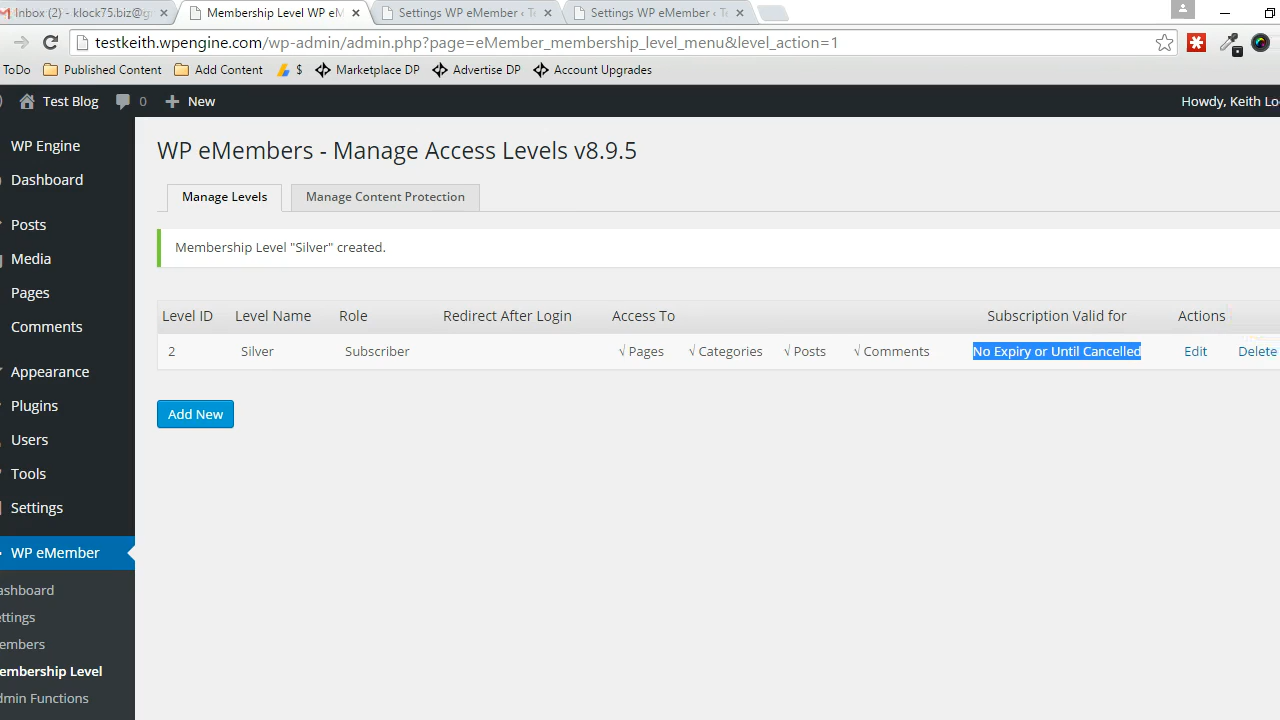 Inbox (2) - klock75.biz@g
Membership Level WP eM
Settings WP eMember ‹ T
Settings WP eMember ‹ T
testkeith.wpengine.com/wp-admin/admin.php?page=eMember_membership_level_menu&level_action=1
ToDo Published Content Add Content $ Marketplace DP Advertise DP Account Upgrades
Test Blog 0 + New Howdy, Keith Lo
WP Engine
Dashboard
Posts
Media
Pages
Comments
Appearance
Plugins
Users
Tools
Settings
WP eMember
ashboard
ettings
embers
embership Level
dmin Functions
WP eMembers - Manage Access Levels v8.9.5
Manage Levels Manage Content Protection
Membership Level "Silver" created.
Level ID Level Name Role Redirect After Login Access To Subscription Valid for Actions
2 Silver Subscriber √ Pages √ Categories √ Posts √ Comments No Expiry or Until Cancelled Edit Delete
Add New